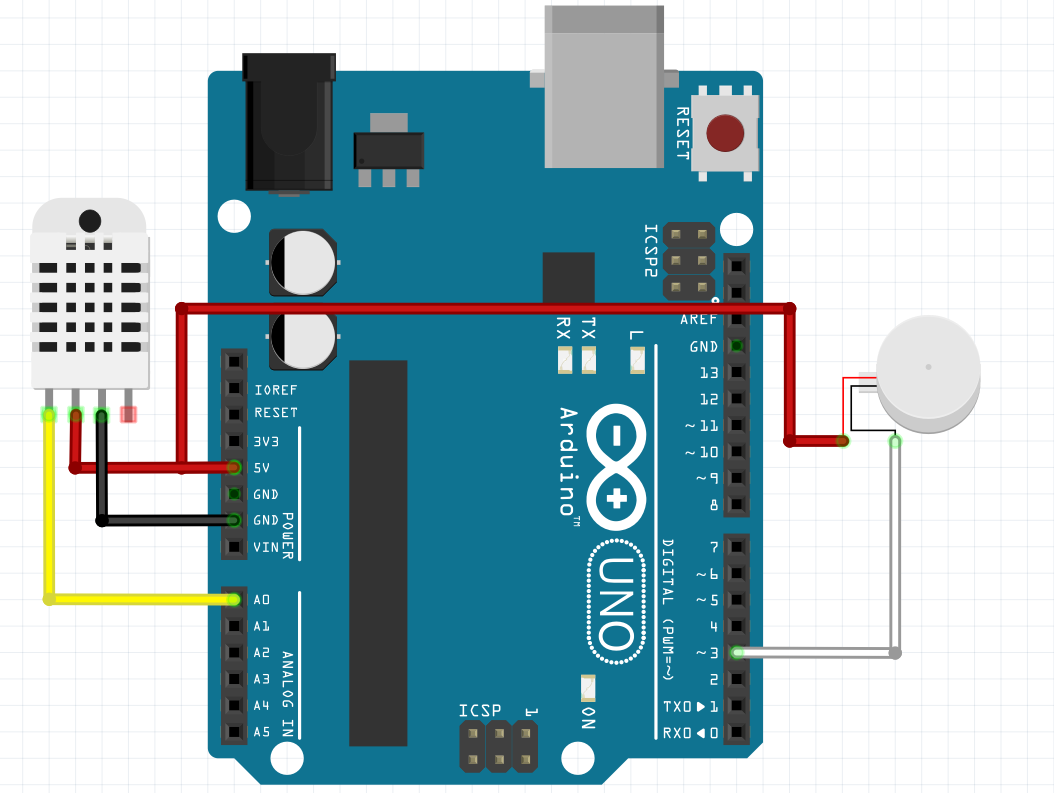 RESET
ICSP2
IOREF
RESET
3V3
5V
GND
GND
VIN
POWER
A0
A1
A2
A3
A4
A5
ANALOG IN
RX
TX
L
Arduino™
UNO
AREF
GND
13
12
~11
~10
~9
8
7
~6
~5
4
~3
2
TX0▶1
RX0◀0
DIGITAL (PWM=~)
ICSP
1
ON